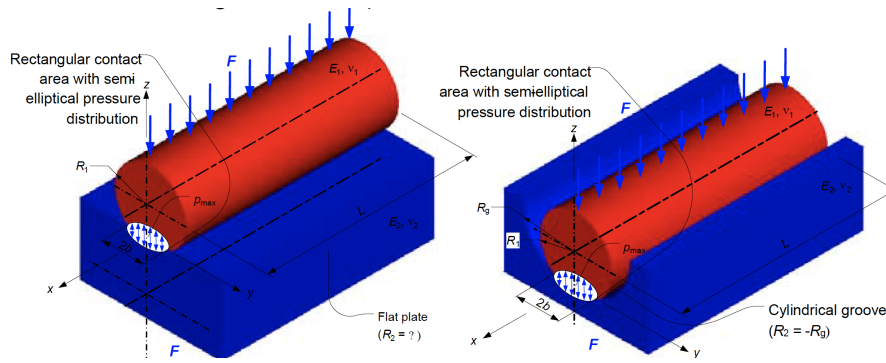 Rectangular contact
area with semi
elliptical pressure
distribution
F
z
E1, ν1
R1
pmax
L
E2, ν2
2b
x
y
Flat plate
(R2 = ? )
F
Rectangular contact
area with semielliptical
pressure distribution
F
z
E1, ν1
E2, ν2
Rg
R1
pmax
L
2b
x
Cylindrical groove
(R2 = -Rg)
F
y